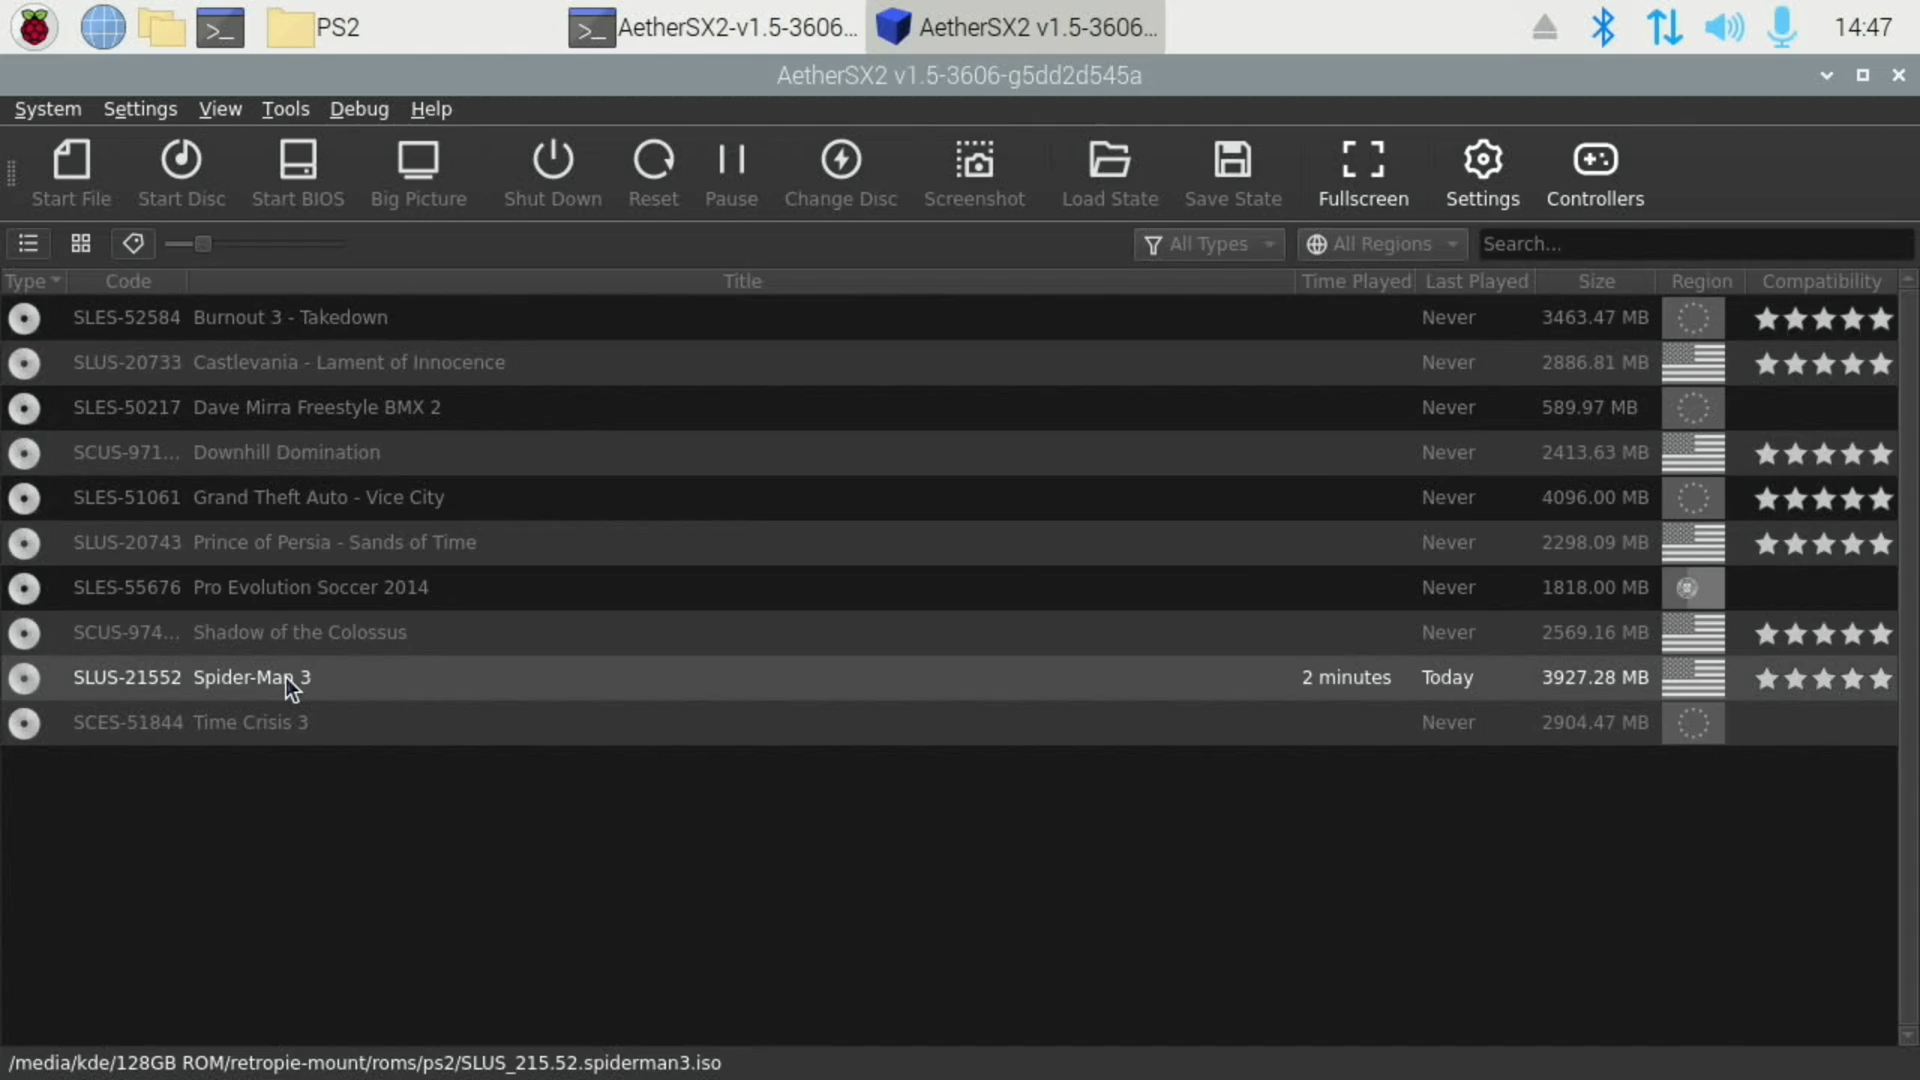 PS2 AetherSX2-v1.5-3606... AetherSX2 v1.5-3606... 14:47
AetherSX2 v1.5-3606-g5dd2d545a
System Settings View Tools Debug Help
Start File Start Disc Start BIOS Big Picture Shut Down Reset Pause Change Disc Screenshot Load State Save State Fullscreen Settings Controllers
All Types All Regions Search...
Type Code Title Time Played Last Played Size Region Compatibility
SLES-52584 Burnout 3 - Takedown Never 3463.47 MB
SLUS-20733 Castlevania - Lament of Innocence Never 2886.81 MB
SLES-50217 Dave Mirra Freestyle BMX 2 Never 589.97 MB
SCUS-971... Downhill Domination Never 2413.63 MB
SLES-51061 Grand Theft Auto - Vice City Never 4096.00 MB
SLUS-20743 Prince of Persia - Sands of Time Never 2298.09 MB
SLES-55676 Pro Evolution Soccer 2014 Never 1818.00 MB
SCUS-974... Shadow of the Colossus Never 2569.16 MB
SLUS-21552 Spider-Man 3 2 minutes Today 3927.28 MB
SCES-51844 Time Crisis 3 Never 2904.47 MB
/media/kde/128GB ROM/retropie-mount/roms/ps2/SLUS_215.52.spiderman3.iso